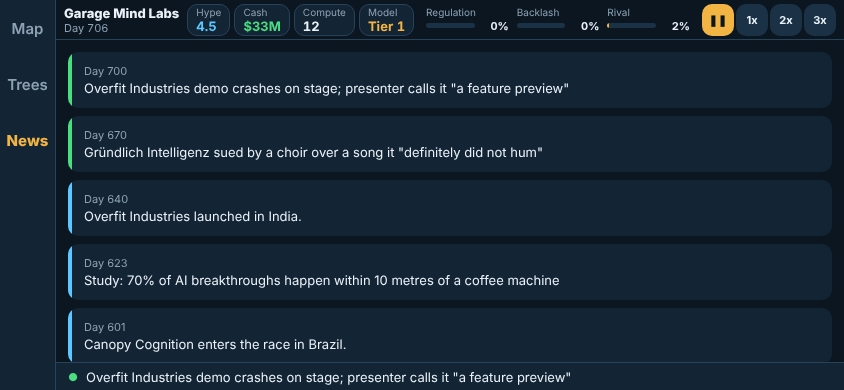 Map
Trees
News
Garage Mind Labs
Day 706
Hype
4.5
Cash
$33M
Compute
12
Model
Tier 1
Regulation
0%
Backlash
0%
Rival
2%
1x
2x
3x
Day 700
Overfit Industries demo crashes on stage; presenter calls it "a feature preview"
Day 670
Gründlich Intelligenz sued by a choir over a song it "definitely did not hum"
Day 640
Overfit Industries launched in India.
Day 623
Study: 70% of AI breakthroughs happen within 10 metres of a coffee machine
Day 601
Canopy Cognition enters the race in Brazil.
Overfit Industries demo crashes on stage; presenter calls it "a feature preview"